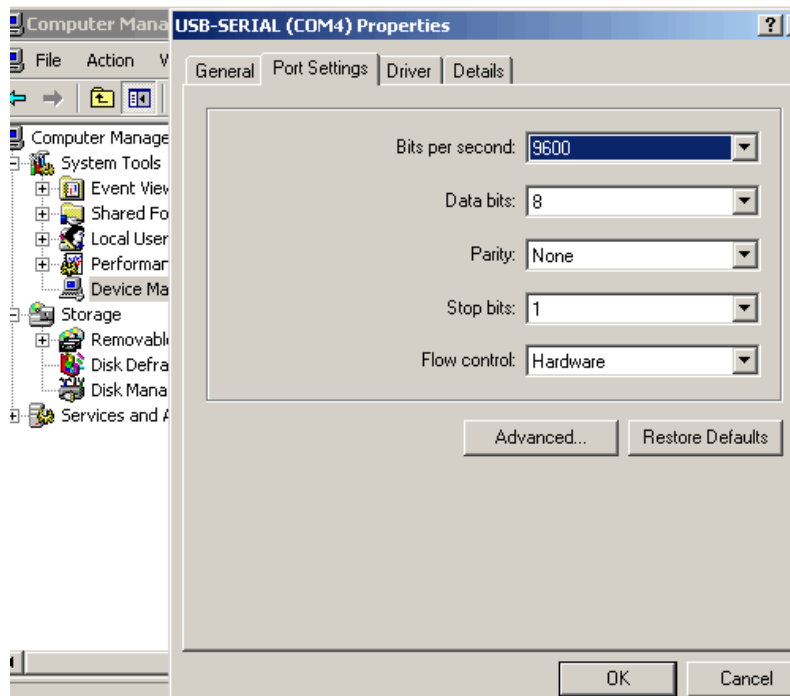 Computer Mana
File Action V
Computer Manage
System Tools
Event View
Shared Fo
Local User
Performan
Device Ma
Storage
Removabl
Disk Defra
Disk Mana
Services and A
USB-SERIAL (COM4) Properties
?
General Port Settings Driver Details
Bits per second: 9600
Data bits: 8
Parity: None
Stop bits: 1
Flow control: Hardware
Advanced... Restore Defaults
OK Cancel